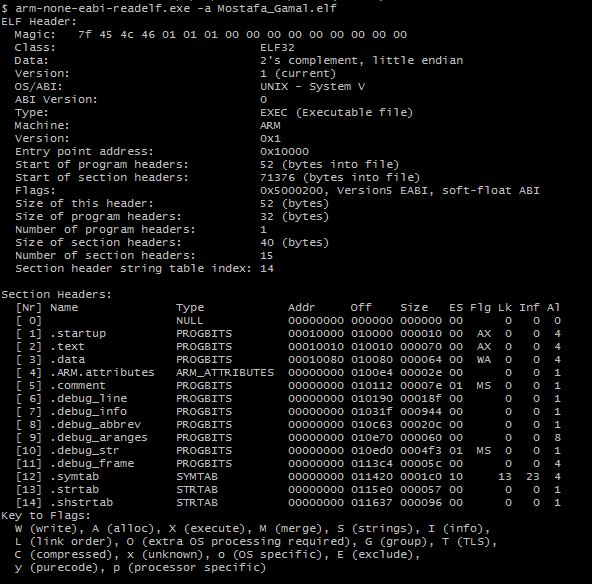 $ arm-none-eabi-readelf.exe -a Mostafa_Gamal.elf
ELF Header:
  Magic:   7f 45 4c 46 01 01 01 00 00 00 00 00 00 00 00 00
  Class:                             ELF32
  Data:                              2's complement, little endian
  Version:                           1 (current)
  OS/ABI:                            UNIX - System V
  ABI Version:                       0
  Type:                              EXEC (Executable file)
  Machine:                           ARM
  Version:                           0x1
  Entry point address:               0x10000
  Start of program headers:          52 (bytes into file)
  Start of section headers:          71376 (bytes into file)
  Flags:                             0x5000200, Version5 EABI, soft-float ABI
  Size of this header:               52 (bytes)
  Size of program headers:           32 (bytes)
  Number of program headers:         1
  Size of section headers:           40 (bytes)
  Number of section headers:         15
  Section header string table index: 14
Section Headers:
  [Nr] Name              Type            Addr     Off    Size   ES Flg Lk Inf Al
  [ 0]                   NULL            00000000 000000 000000 00      0   0  0
  [ 1] .startup          PROGBITS        00010000 010000 000010 00  AX  0   0  4
  [ 2] .text             PROGBITS        00010010 010010 000070 00  AX  0   0  4
  [ 3] .data             PROGBITS        00010080 010080 000064 00  WA  0   0  4
  [ 4] .ARM.attributes   ARM_ATTRIBUTES  00000000 0100e4 00002e 00      0   0  1
  [ 5] .comment          PROGBITS        00000000 010112 00007e 01  MS  0   0  1
  [ 6] .debug_line       PROGBITS        00000000 010190 00018f 00      0   0  1
  [ 7] .debug_info       PROGBITS        00000000 01031f 000944 00      0   0  1
  [ 8] .debug_abbrev     PROGBITS        00000000 010c63 00020c 00      0   0  1
  [ 9] .debug_aranges    PROGBITS        00000000 010e70 000060 00      0   0  8
  [10] .debug_str        PROGBITS        00000000 010ed0 0004f3 01  MS  0   0  1
  [11] .debug_frame      PROGBITS        00000000 0113c4 00005c 00      0   0  4
  [12] .symtab           SYMTAB          00000000 011420 0001c0 10     13  23  4
  [13] .strtab           STRTAB          00000000 0115e0 000057 00      0   0  1
  [14] .shstrtab         STRTAB          00000000 011637 000096 00      0   0  1
Key to Flags:
  W (write), A (alloc), X (execute), M (merge), S (strings), I (info),
  L (link order), O (extra OS processing required), G (group), T (TLS),
  C (compressed), x (unknown), o (OS specific), E (exclude),
  y (purecode), p (processor specific)